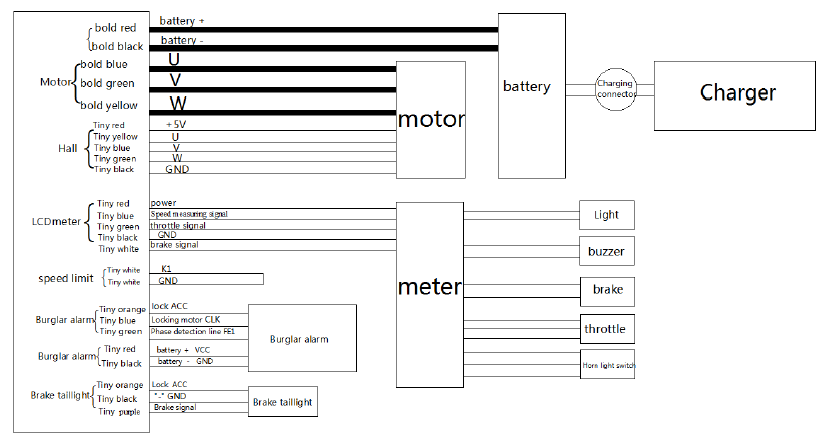 bold red battery +
bold black battery -
Motor
bold blue U
bold green V
bold yellow W
Hall
Tiny red +5V
Tiny yellow U
Tiny blue V
Tiny green W
Tiny black GND
motor
battery
Charging
connector
Charger
LCDmeter
Tiny red power
Tiny blue Speed measuring signal
Tiny green throttle signal
Tiny black GND
Tiny white brake signal
meter
Light
buzzer
brake
throttle
Horn light switch
speed limit
Tiny white K1
Tiny white GND
Burglar alarm
Tiny orange lock ACC
Tiny blue Locking motor CLK
Tiny green Phase detection line FE1
Burglar alarm
Burglar alarm
Tiny red battery + VCC
Tiny black battery - GND
Brake taillight
Tiny orange Lock ACC
Tiny black "-" GND
Tiny purple Brake signal
Brake taillight